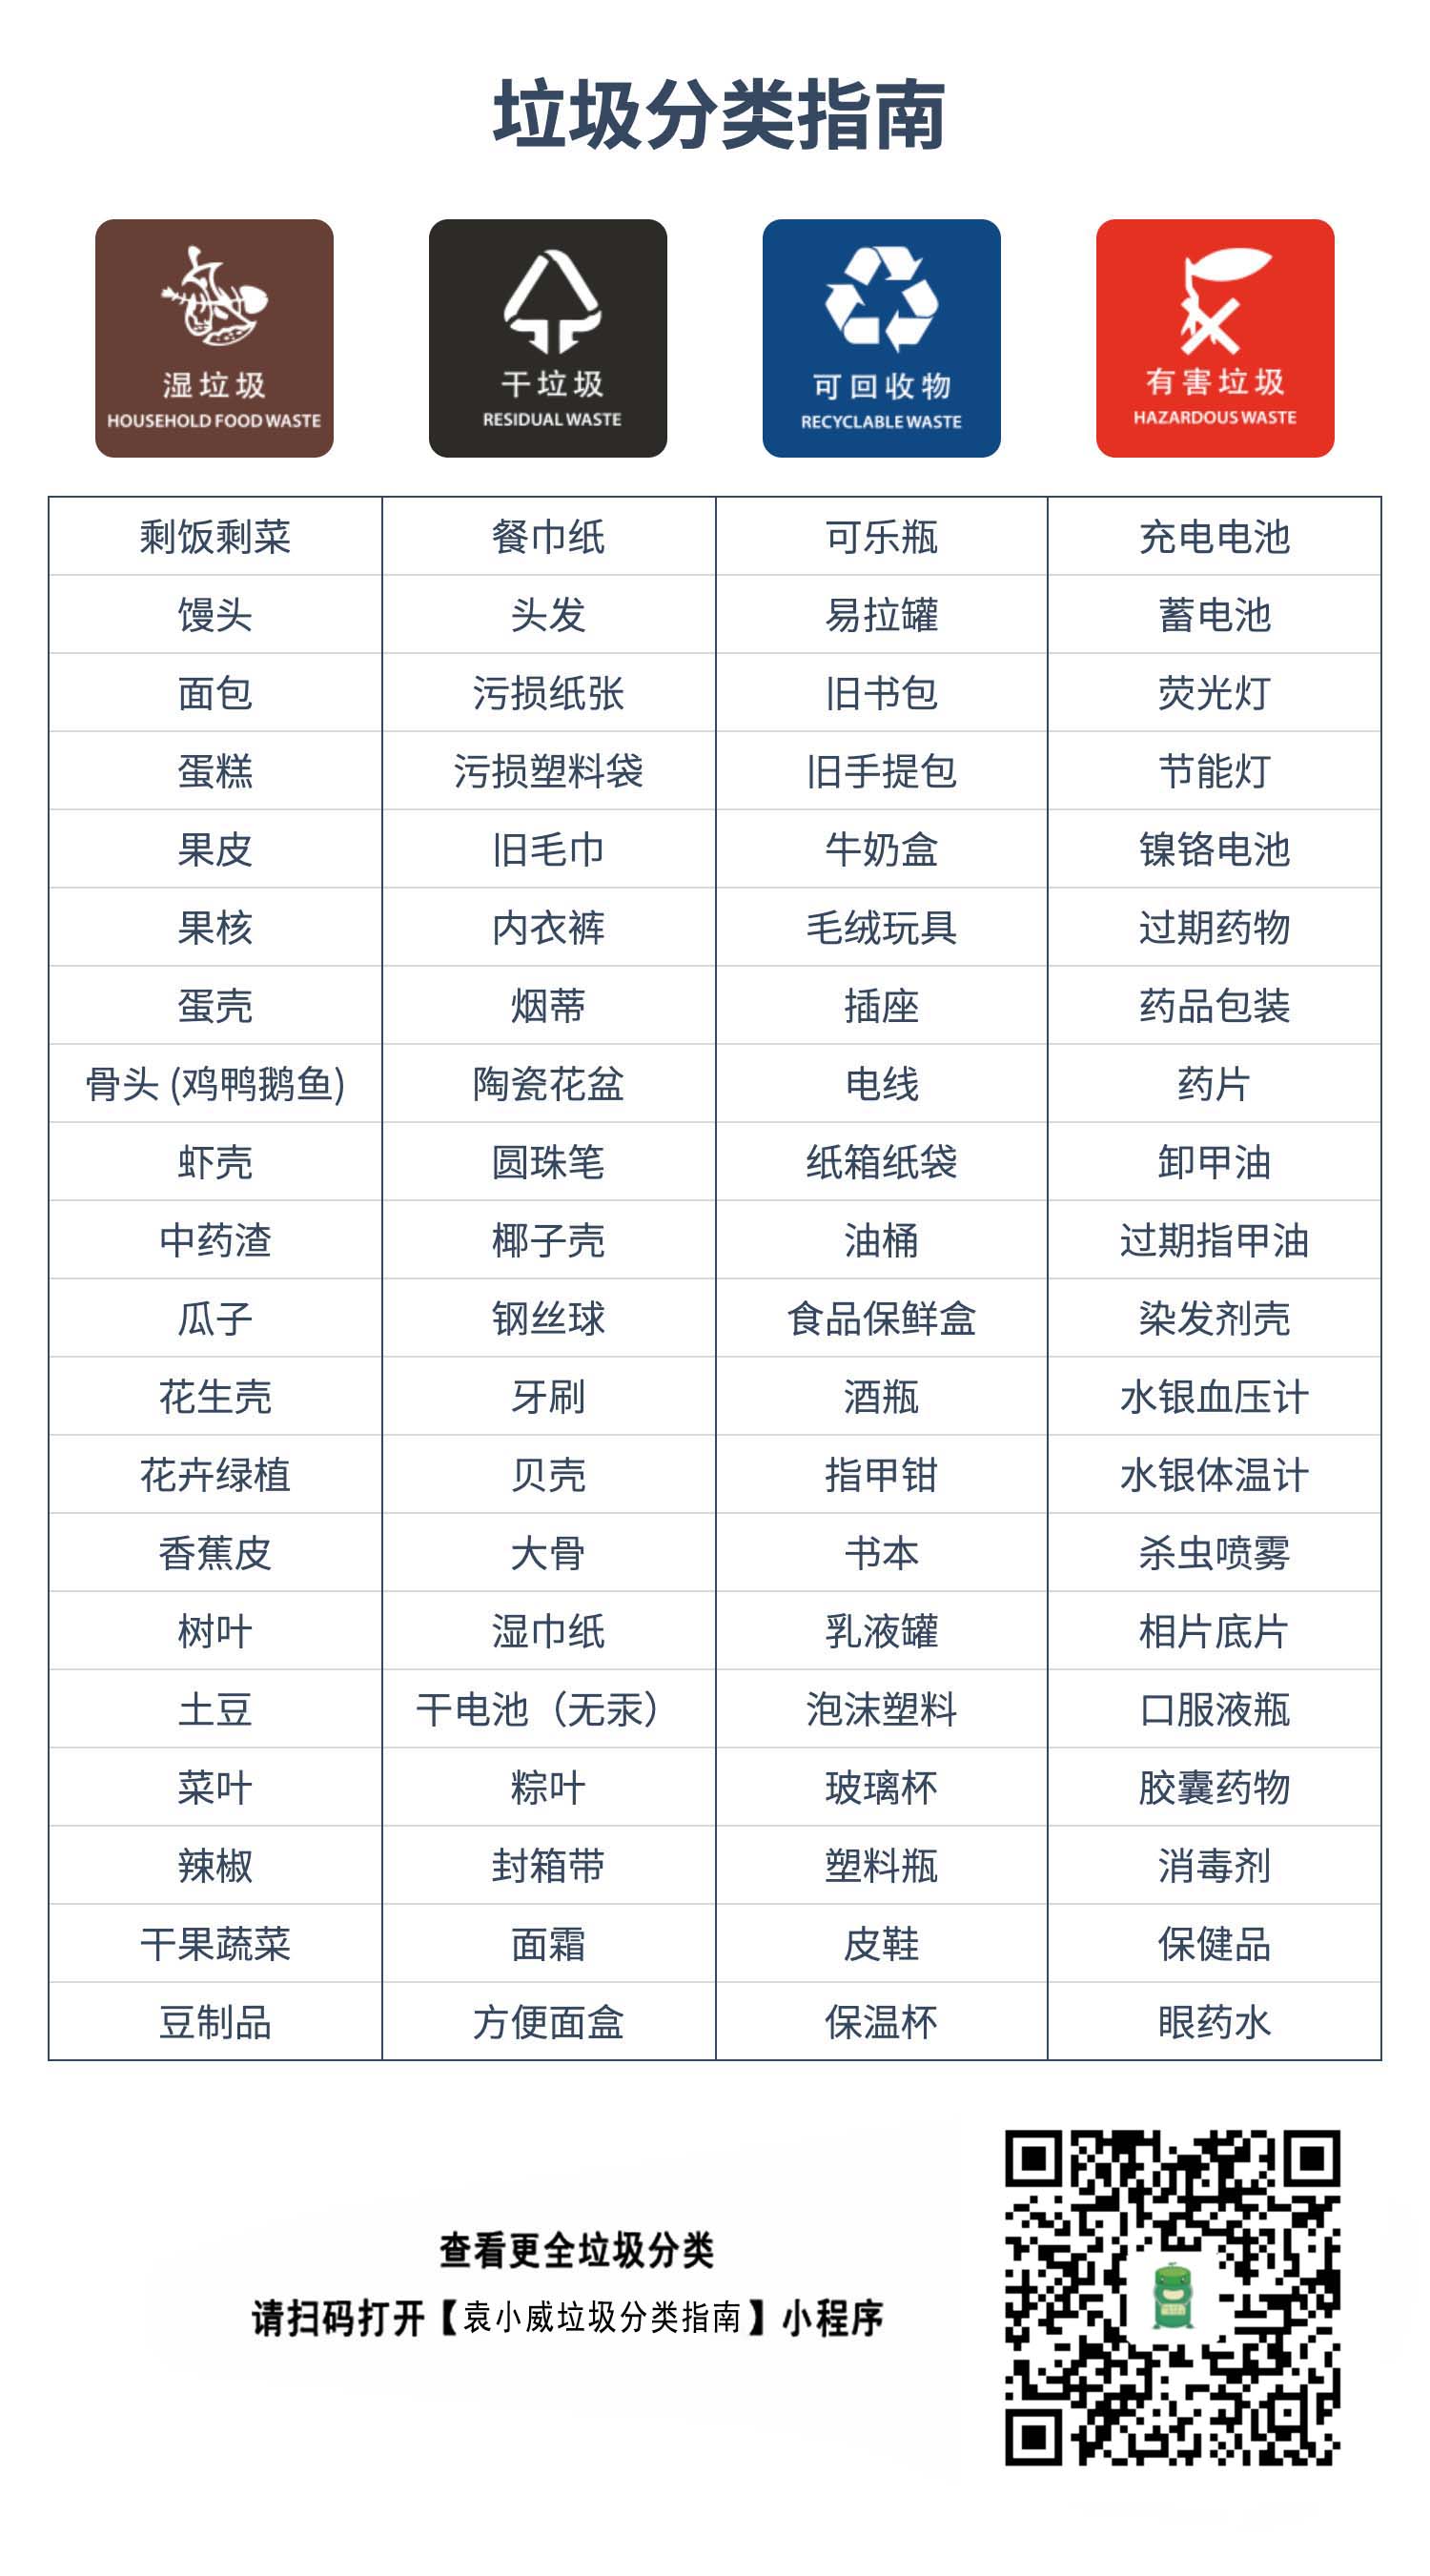 垃圾分类指南
湿垃圾 干垃圾 可回收物 有害垃圾
HOUSEHOLD FOOD WASTE RESIDUAL WASTE RECYCLABLE WASTE HAZARDOUS WASTE
剩饭剩菜 餐巾纸 可乐瓶 充电电池
馒头 头发 易拉罐 蓄电池
面包 污损纸张 旧书包 荧光灯
蛋糕 污损塑料袋 旧手提包 节能灯
果皮 旧毛巾 牛奶盒 镍铬电池
果核 内衣裤 毛绒玩具 过期药物
蛋壳 烟蒂 插座 药品包装
骨头 (鸡鸭鹅鱼) 陶瓷花盆 电线 药片
虾壳 圆珠笔 纸箱纸袋 卸甲油
中药渣 椰子壳 油桶 过期指甲油
瓜子 钢丝球 食品保鲜盒 染发剂壳
花生壳 牙刷 酒瓶 水银血压计
花卉绿植 贝壳 指甲钳 水银体温计
香蕉皮 大骨 书本 杀虫喷雾
树叶 湿巾纸 乳液罐 相片底片
土豆 干电池（无汞） 泡沫塑料 口服液瓶
菜叶 粽叶 玻璃杯 胶囊药物
辣椒 封箱带 塑料瓶 消毒剂
干果蔬菜 面霜 皮鞋 保健品
豆制品 方便面盒 保温杯 眼药水
查看更全垃圾分类
请扫码打开【袁小威垃圾分类指南】小程序